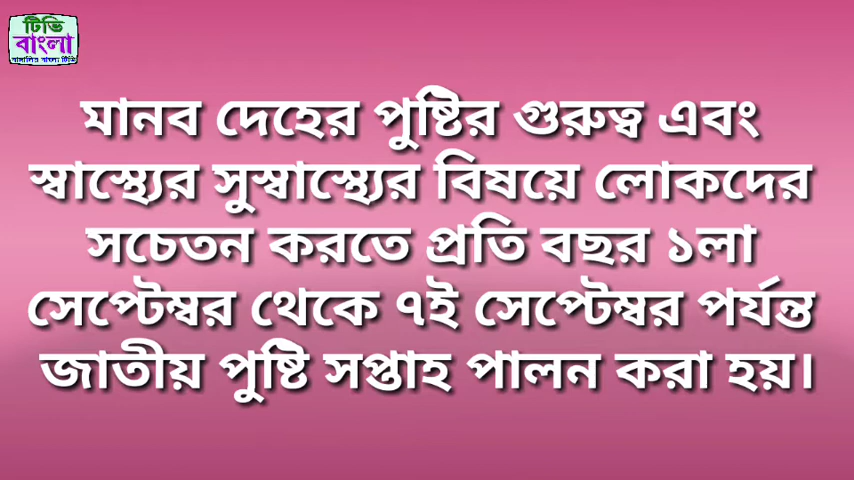 টিভি
বাংলা
মানব দেহের পুষ্টির গুরুত্ব এবং
স্বাস্থ্যের সুস্বাস্থ্যের বিষয়ে লোকদের
সচেতন করতে প্রতি বছর ১লা
সেপ্টেম্বর থেকে ৭ই সেপ্টেম্বর পর্যন্ত
জাতীয় পুষ্টি সপ্তাহ পালন করা হয়।